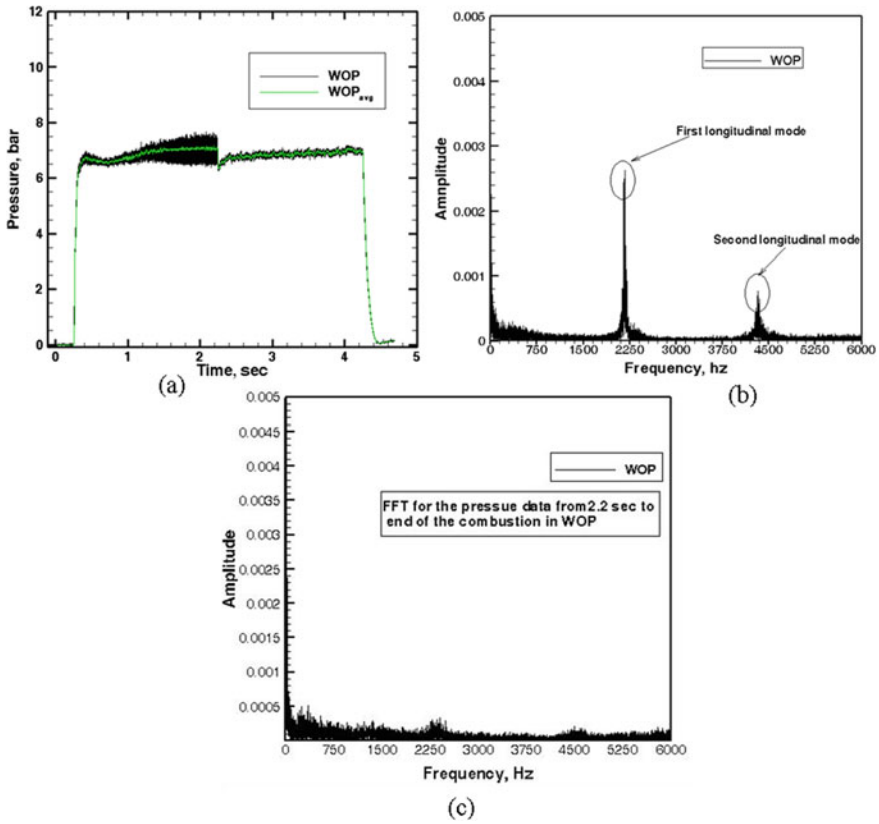 12
10
8
6
4
2
0
Pressure, bar
WOP
WOPavg
0 1 2 3 4 5
Time, sec
(a)
0.005
0.004
0.003
0.002
0.001
0
Amnplitude
WOP
First longitudinal mode
Second longitudinal mode
0 750 1500 2250 3000 3750 4500 5250 6000
Frequency, hz
(b)
0.005
0.0045
0.004
0.0035
0.003
0.0025
0.002
0.0015
0.001
0.0005
Amplitude
WOP
FFT for the pressue data from 2.2 sec to
end of the combustion in WOP
0 750 1500 2250 3000 3750 4500 5250 6000
Frequency, Hz
(c)